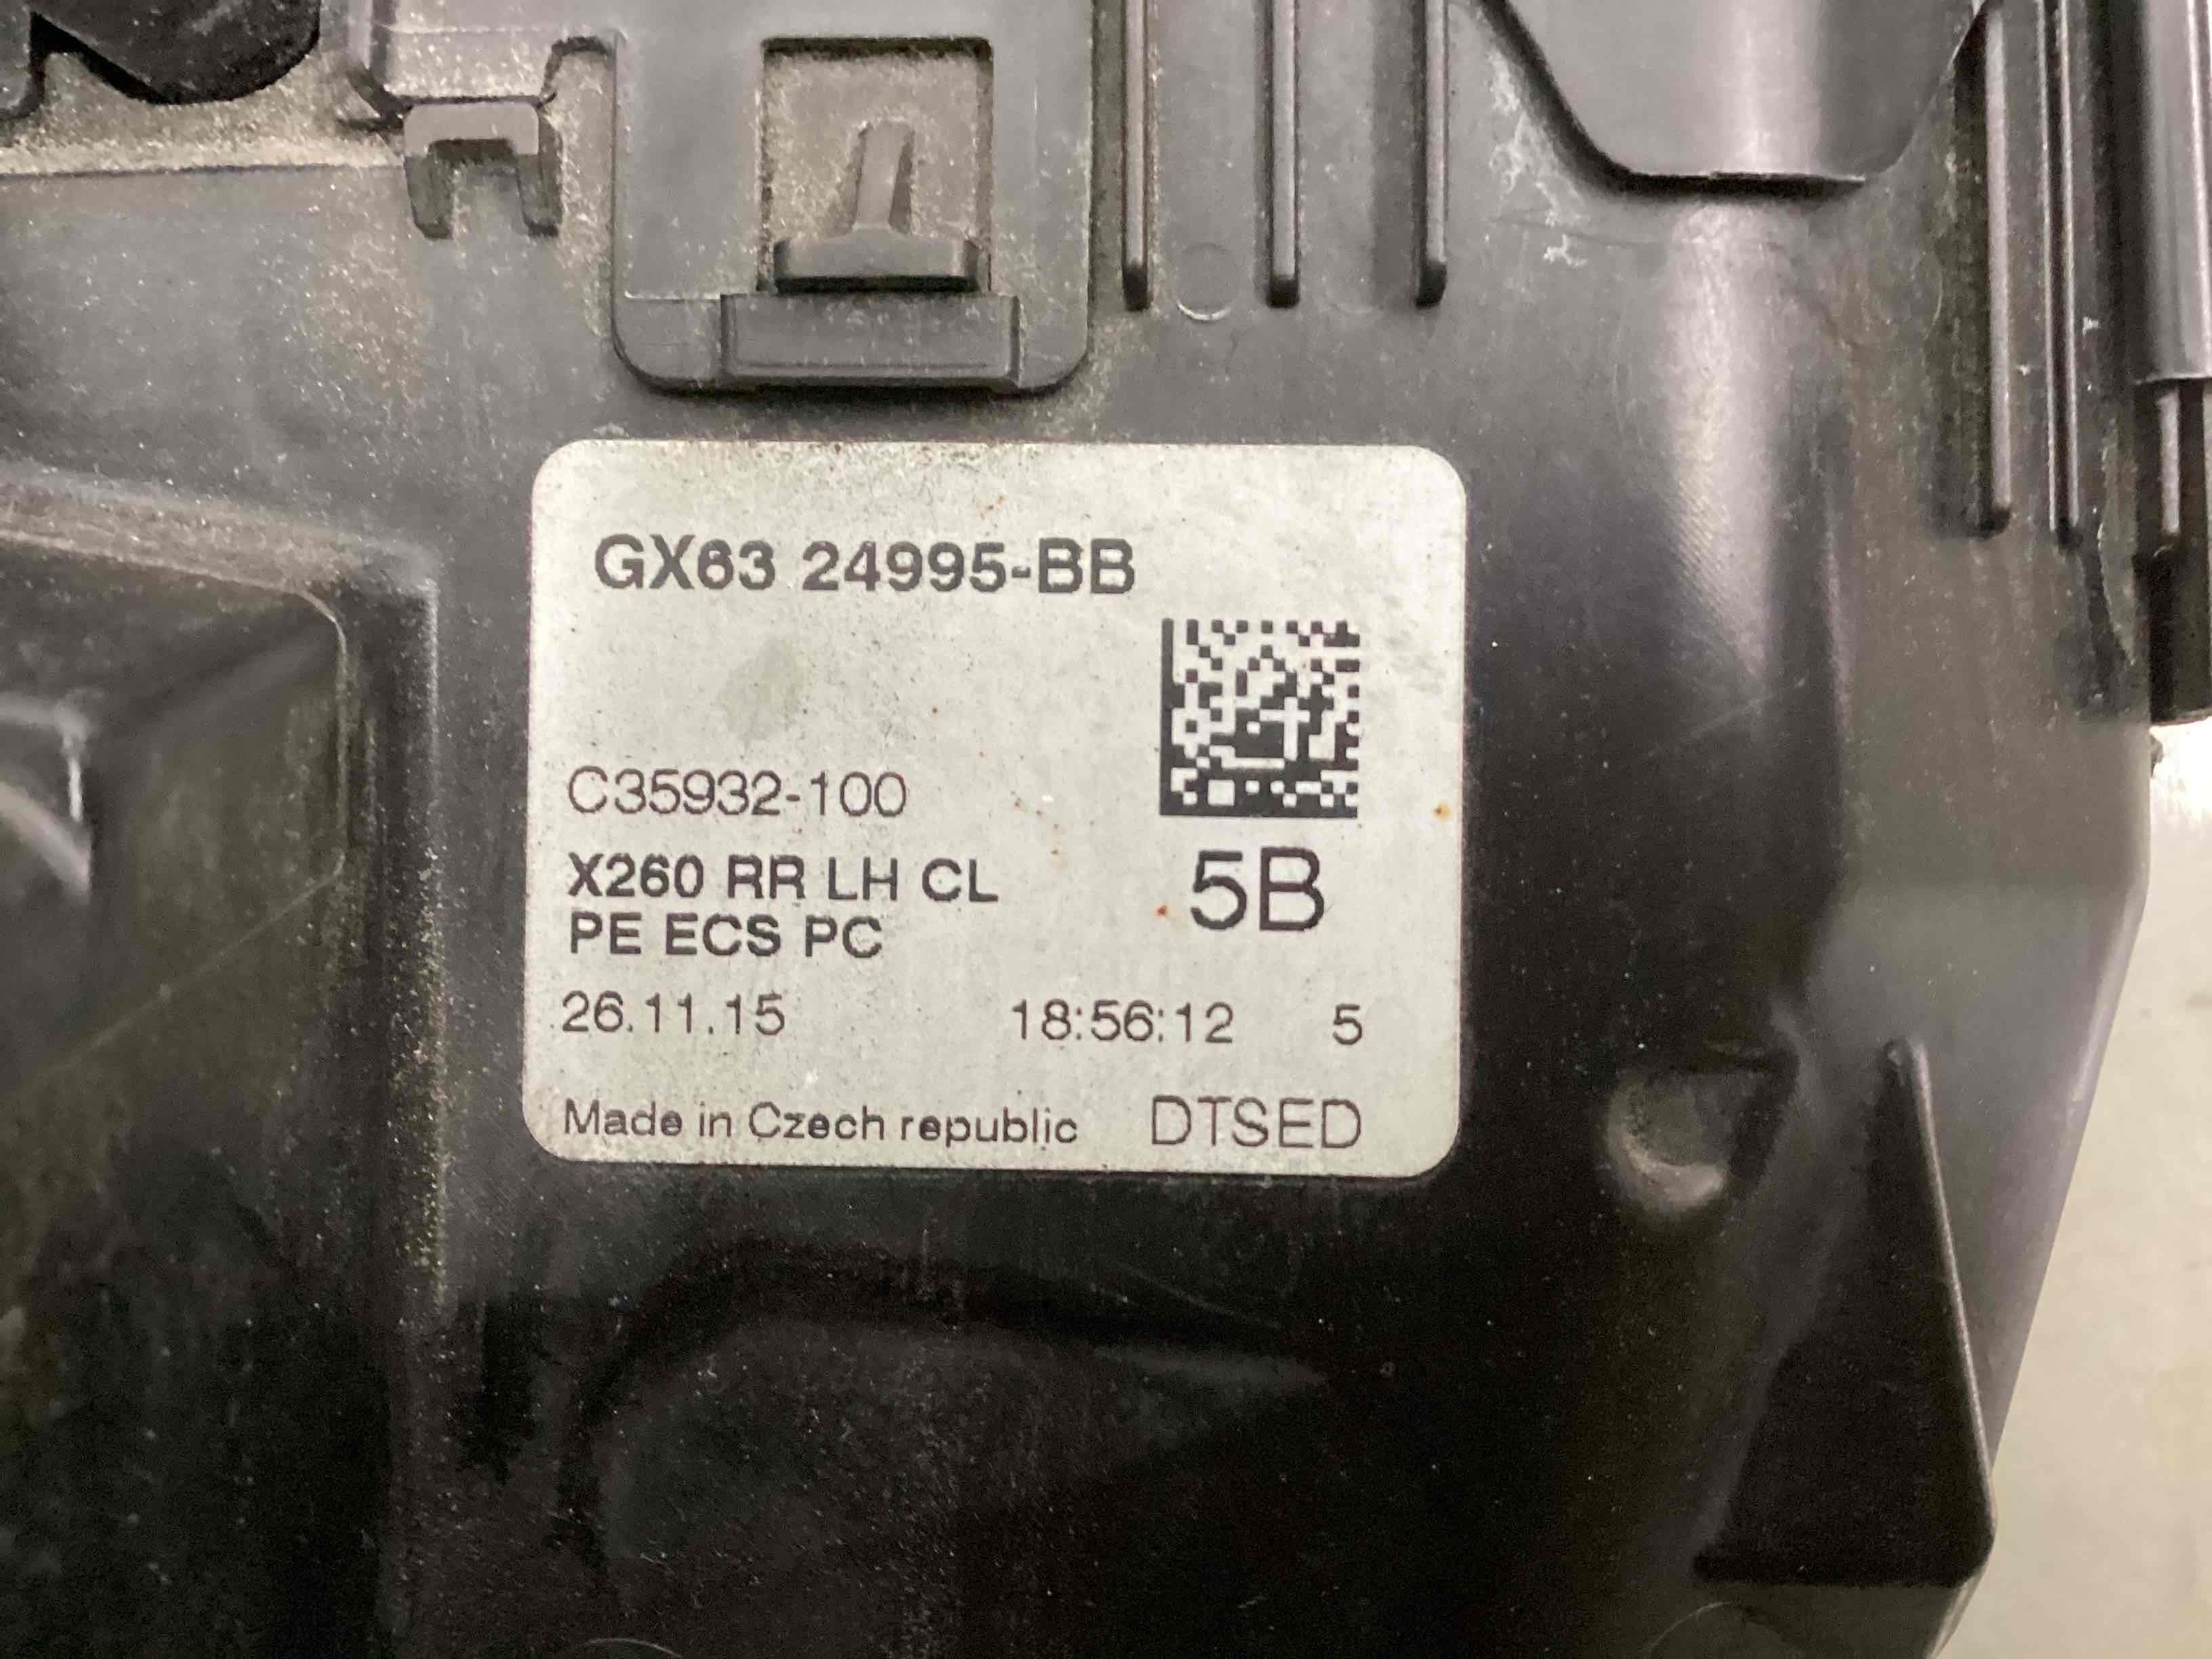 GX63 24995-BB
C35932-100
X260 RR LH CL
PE ECS PC
5B
26.11.15 18:56:12 5
Made in Czech republic DTSED